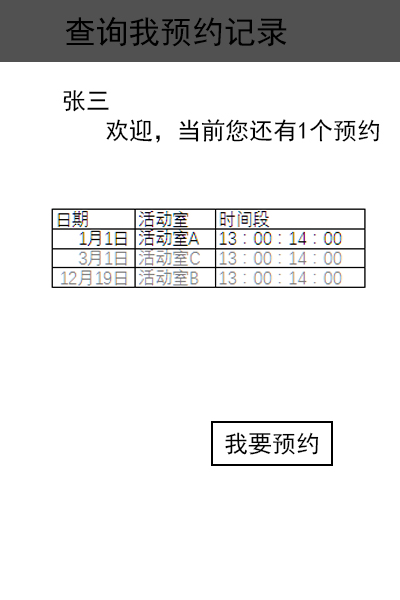 查询我预约记录
张三
欢迎，当前您还有1个预约
日期 活动室 时间段
1月1日 活动室A 13：00：14：00
3月1日 活动室C 13：00：14：00
12月19日 活动室B 13：00：14：00
我要预约